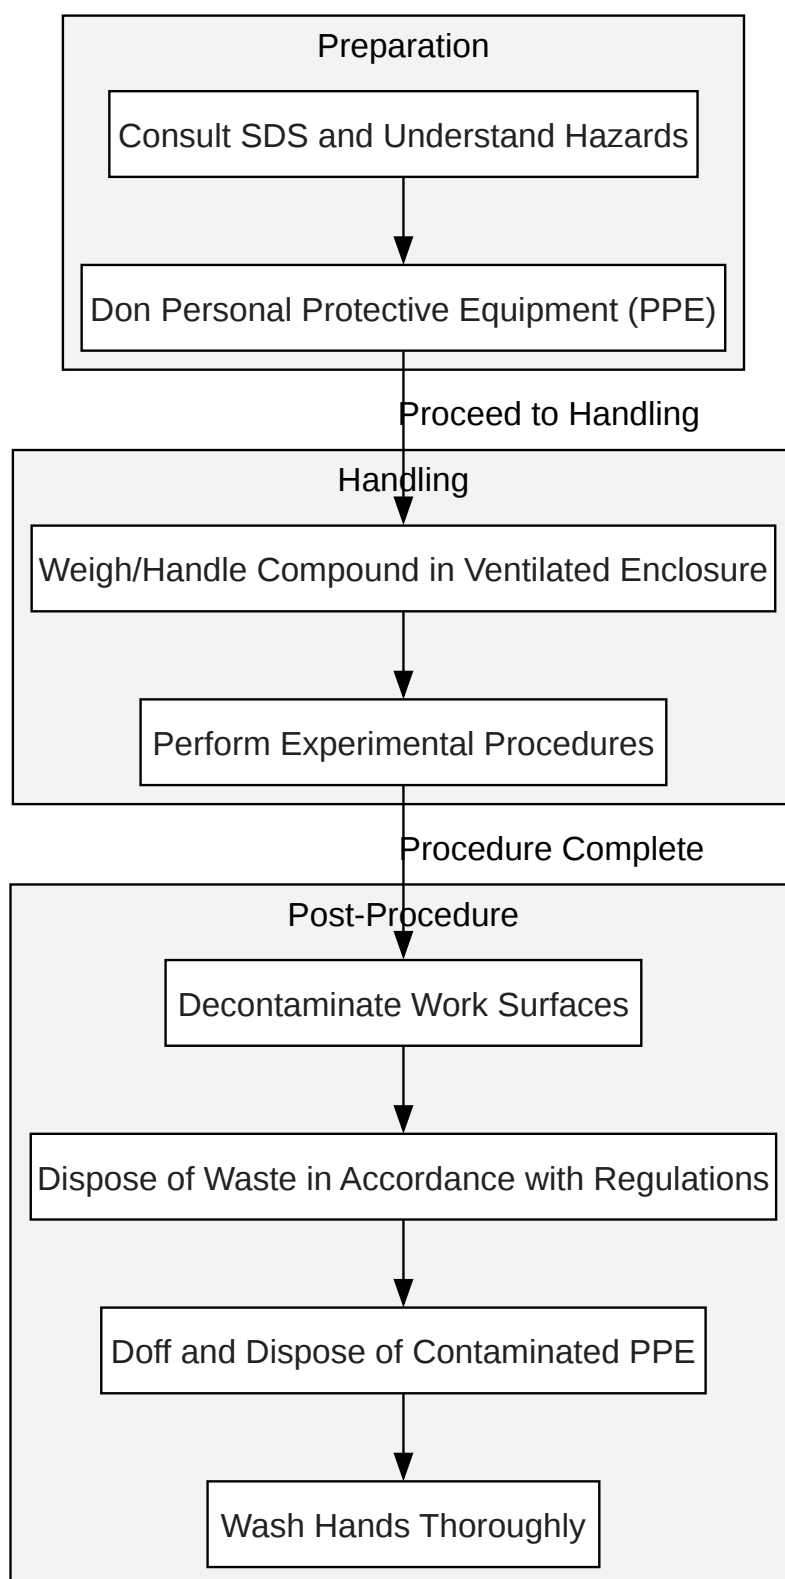 Preparation
Consult SDS and Understand Hazards
Don Personal Protective Equipment (PPE)
Proceed to Handling
Handling
Weigh/Handle Compound in Ventilated Enclosure
Perform Experimental Procedures
Procedure Complete
Post-Procedure
Decontaminate Work Surfaces
Dispose of Waste in Accordance with Regulations
Doff and Dispose of Contaminated PPE
Wash Hands Thoroughly